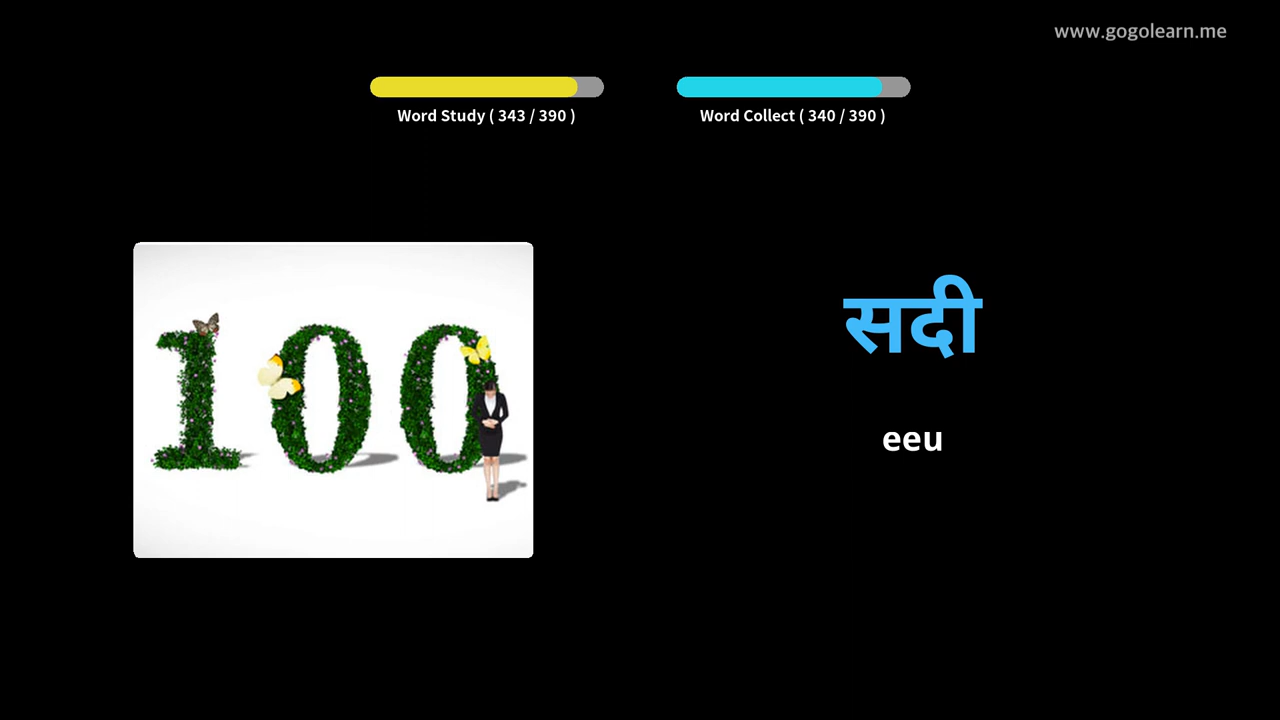 www.gogolearn.me
Word Study ( 343 / 390 )
Word Collect ( 340 / 390 )
100
सदी
eeu